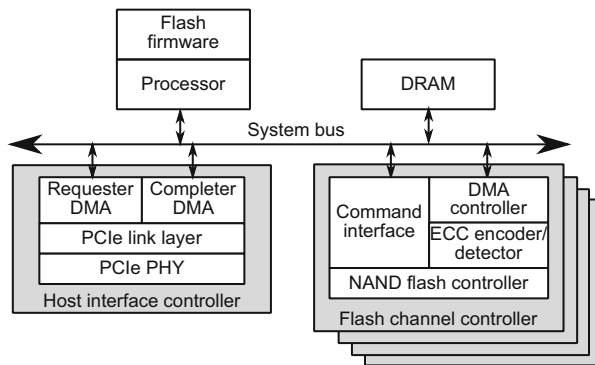 Flash
firmware
Processor
DRAM
System bus
Requester
DMA
Completer
DMA
PCIe link layer
PCIe PHY
Host interface controller
Command
interface
DMA
controller
ECC encoder/
detector
NAND flash controller
Flash channel controller